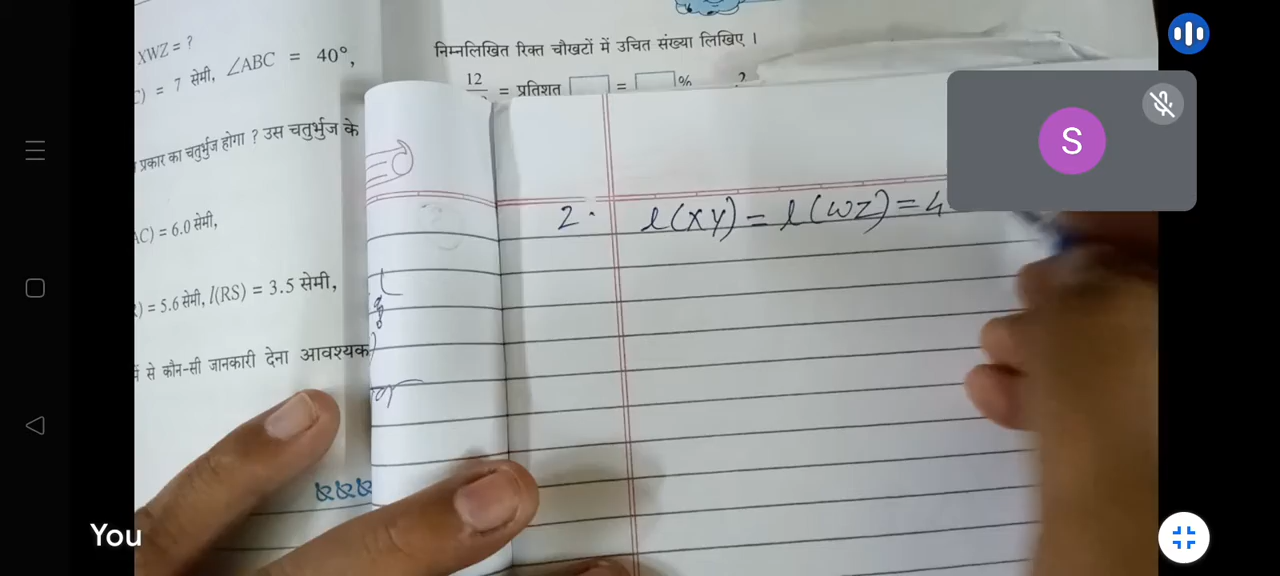 XWZ = ?
= 7 सेमी, ∠ABC = 40°,
प्रकार का चतुर्भुज होगा ? उस चतुर्भुज के
AC) = 6.0 सेमी,
) = 5.6 सेमी, l(RS) = 3.5 सेमी,
से कौन-सी जानकारी देना आवश्यक
निम्नलिखित रिक्त चौखटों में उचित संख्या लिखिए ।
12
= प्रतिशत = %
S
2. l(XY) = l(WZ) = 4
You